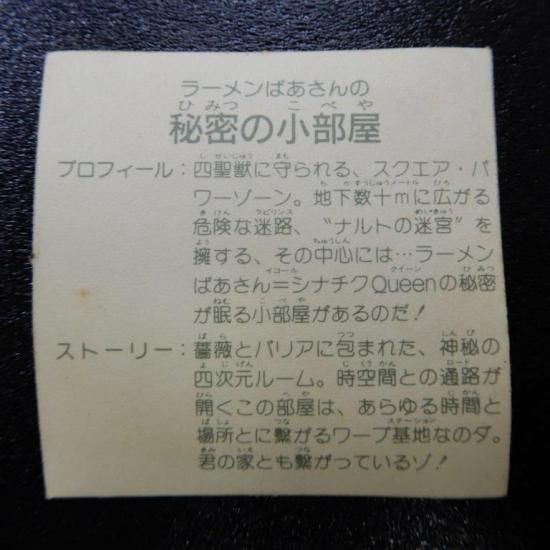 ラーメンばあさんの
秘密の小部屋
プロフィール：四聖獣に守られる、スクエア・パ
ワーゾーン。地下数十mに広がる
危険な迷路、“ナルトの迷宮”を
擁する、その中心には…ラーメン
ばあさん＝シナチクQueenの秘密
が眠る小部屋があるのだ！
ストーリー：薔薇とバリアに包まれた、神秘の
四次元ルーム。時空間との通路が
開くこの部屋は、あらゆる時間と
場所とに繋がるワープ基地なのダ。
君の家とも繋がっているゾ！